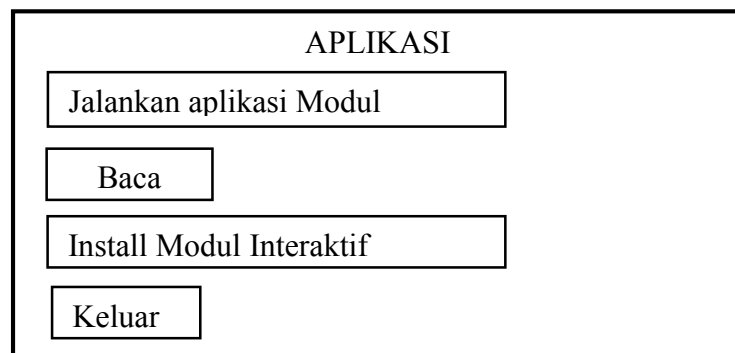 APLIKASI
Jalankan aplikasi Modul
Baca
Install Modul Interaktif
Keluar